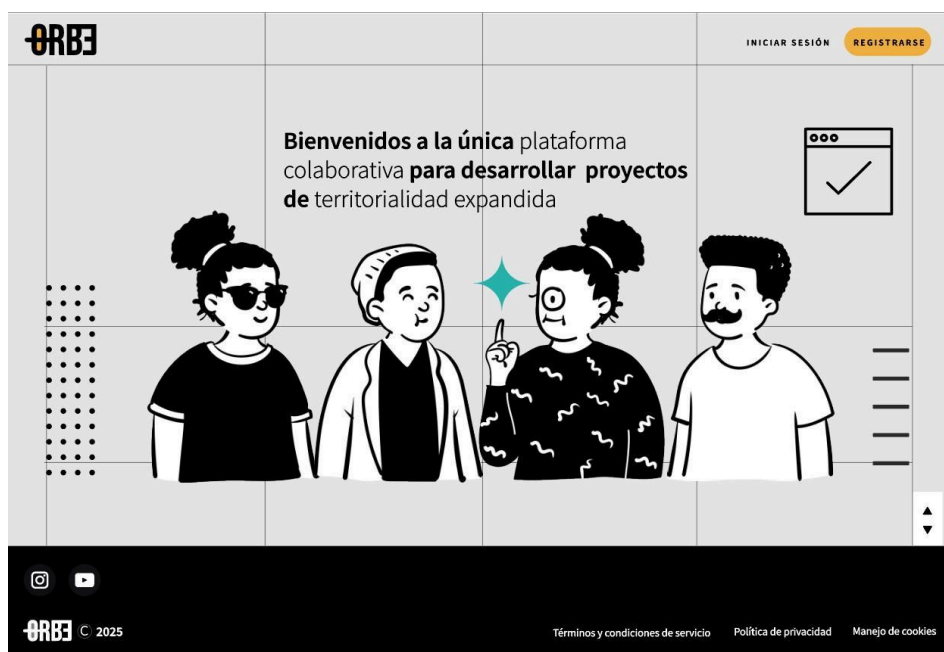 ORBE
INICIAR SESIÓN
REGISTRARSE
Bienvenidos a la única plataforma
colaborativa para desarrollar proyectos
de territorialidad expandida
ORBE © 2025
Términos y condiciones de servicio
Política de privacidad
Manejo de cookies